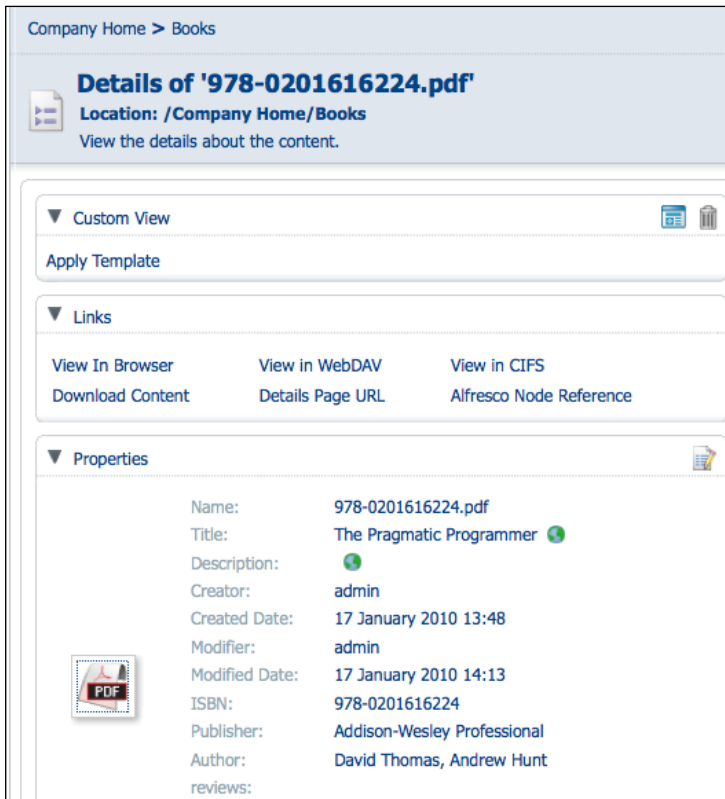 Company Home > Books
Details of '978-0201616224.pdf'
Location: /Company Home/Books
View the details about the content.
Custom View
Apply Template
Links
View In Browser View in WebDAV View in CIFS
Download Content Details Page URL Alfresco Node Reference
Properties
Name: 978-0201616224.pdf
Title: The Pragmatic Programmer
Description:
Creator: admin
Created Date: 17 January 2010 13:48
Modifier: admin
Modified Date: 17 January 2010 14:13
PDF
ISBN: 978-0201616224
Publisher: Addison-Wesley Professional
Author: David Thomas, Andrew Hunt
reviews: